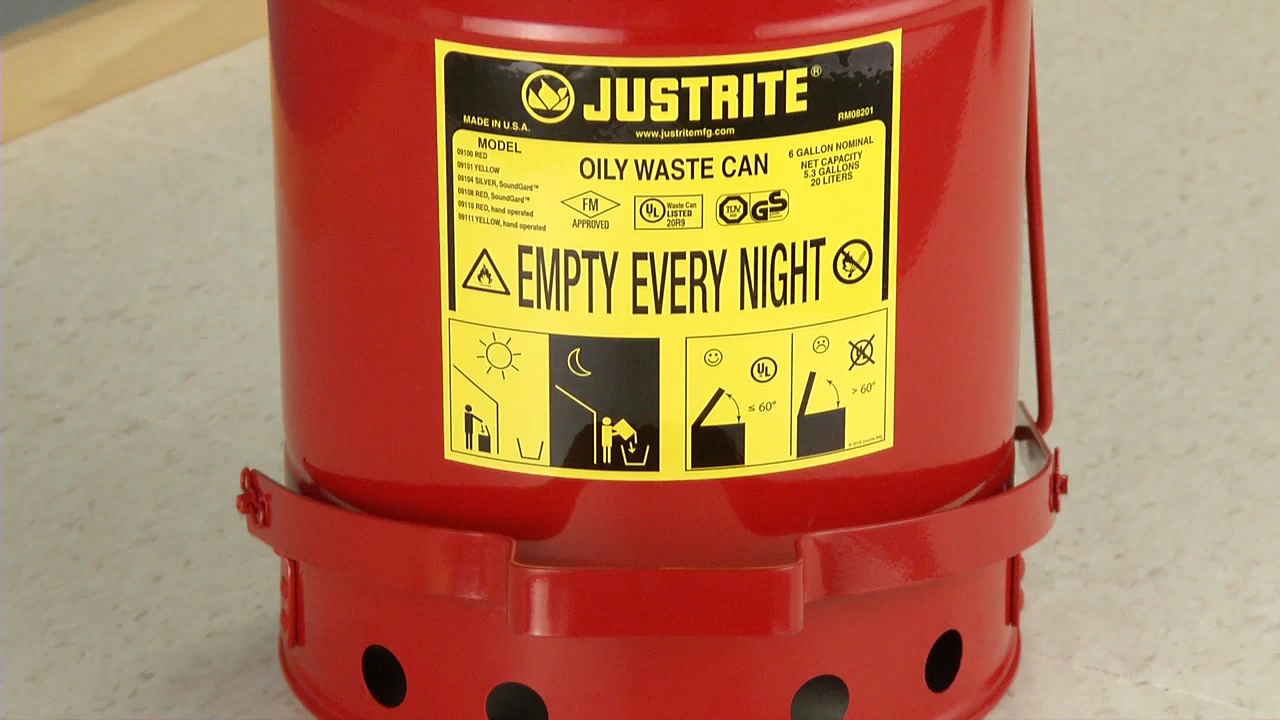 JUSTRITE®
MADE IN U.S.A.
www.justritemfg.com
RM08201
MODEL
09100 RED
09101 YELLOW
09104 SILVER, SoundGard™
09108 RED, SoundGard™
09110 RED, hand operated
09111 YELLOW, hand operated
OILY WASTE CAN
6 GALLON NOMINAL
NET CAPACITY
5.3 GALLONS
20 LITERS
FM
APPROVED
UL
Waste Can
LISTED
20R9
TÜV
GS
EMPTY EVERY NIGHT
UL
≤ 60°
UL
> 60°